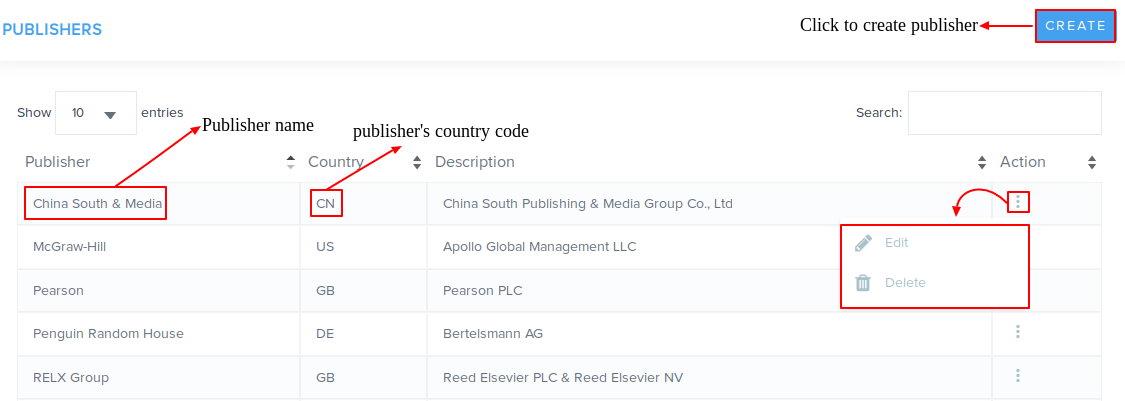 PUBLISHERS
Click to create publisher
CREATE
Show 10 entries
Search:
Publisher name
publisher's country code
Publisher Country Description Action
China South & Media CN China South Publishing & Media Group Co., Ltd
McGraw-Hill US Apollo Global Management LLC
Edit
Pearson GB Pearson PLC
Delete
Penguin Random House DE Bertelsmann AG
RELX Group GB Reed Elsevier PLC & Reed Elsevier NV